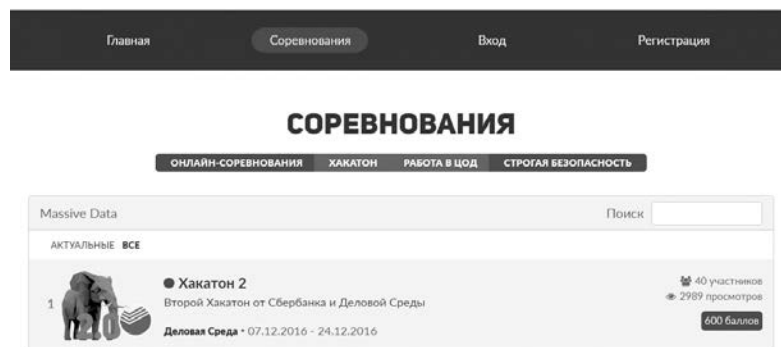 Главная Соревнования Вход Регистрация
СОРЕВНОВАНИЯ
ОНЛАЙН-СОРЕВНОВАНИЯ ХАКАТОН РАБОТА В ЦОД СТРОГАЯ БЕЗОПАСНОСТЬ
Massive Data Поиск
АКТУАЛЬНЫЕ ВСЕ
Хакатон 2 40 участников
1 2.0 Второй Хакатон от Сбербанка и Деловой Среды 2989 просмотров
Деловая Среда • 07.12.2016 - 24.12.2016 600 баллов